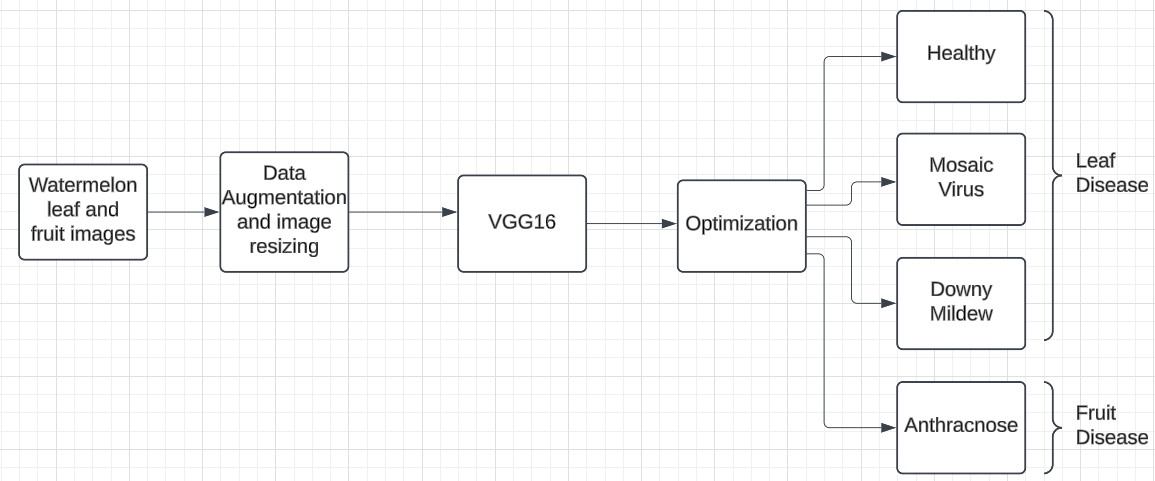 Watermelon
leaf and
fruit images
Data
Augmentation
and image
resizing
VGG16
Optimization
Healthy
Mosaic
Virus
Downy
Mildew
Leaf
Disease
Anthracnose
Fruit
Disease